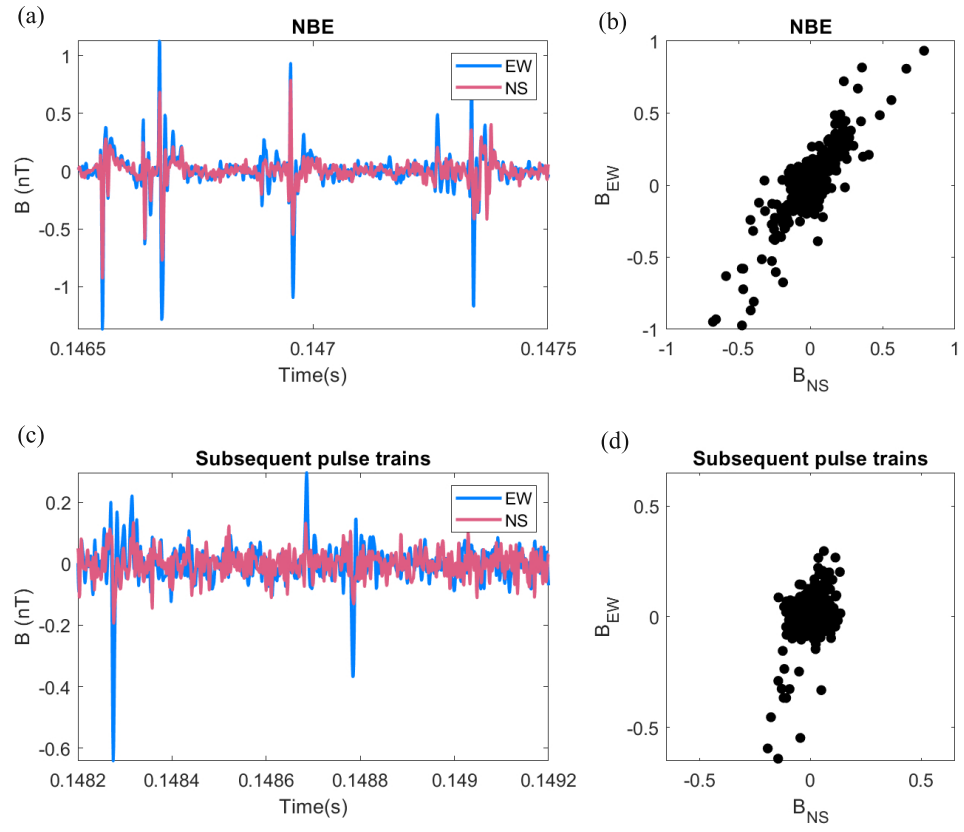 (a)
NBE
1
0.5
0
-0.5
-1
B (nT)
EW
NS
0.1465
0.147
0.1475
Time(s)
(b)
NBE
1
0.5
0
-0.5
-1
B_EW
-1
-0.5
0
0.5
1
B_NS
(c)
Subsequent pulse trains
0.2
0
-0.2
-0.4
-0.6
B (nT)
EW
NS
0.1482
0.1484
0.1486
0.1488
0.149
0.1492
Time(s)
(d)
Subsequent pulse trains
0.5
0
-0.5
B_EW
-0.5
0
0.5
B_NS